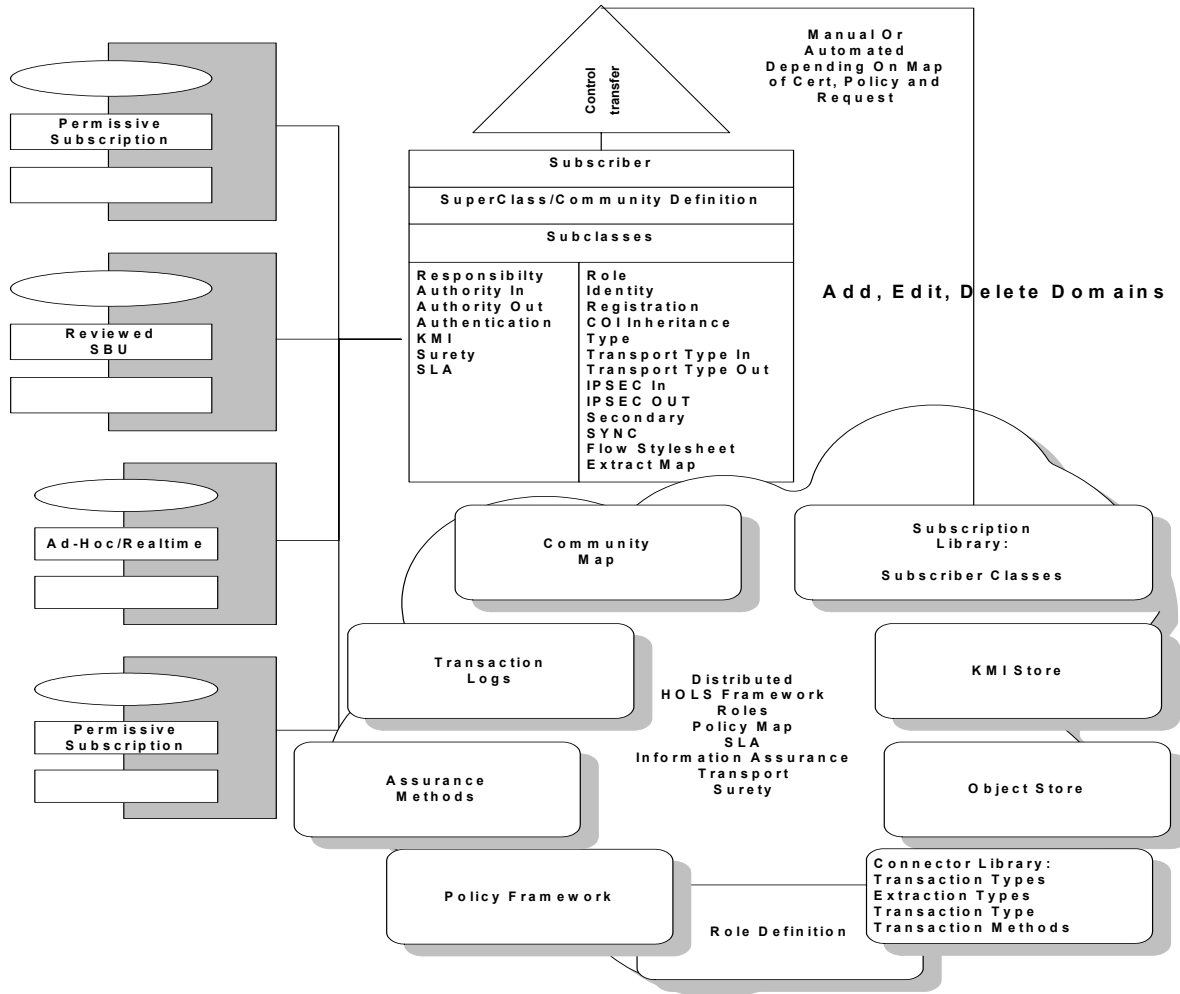 Manual Or
Automated
Depending On Map
of Cert, Policy and
Request
Control
transfer
Permissive
Subscription
Reviewed
SBU
Ad-Hoc/Realtime
Permissive
Subscription
Subscriber
SuperClass/Community Definition
Subclasses
Responsibilty
Authority In
Authority Out
Authentication
KMI
Surety
SLA
Role
Identity
Registration
COI Inheritance
Type
Transport Type In
Transport Type Out
IPSEC In
IPSEC OUT
Secondary
SYNC
Flow Stylesheet
Extract Map
Add, Edit, Delete Domains
Community
Map
Subscription
Library:
Subscriber Classes
Transaction
Logs
KMI Store
Distributed
HOLS Framework
Roles
Policy Map
SLA
Information Assurance
Transport
Surety
Assurance
Methods
Object Store
Policy Framework
Connector Library:
Transaction Types
Extraction Types
Transaction Type
Transaction Methods
Role Definition